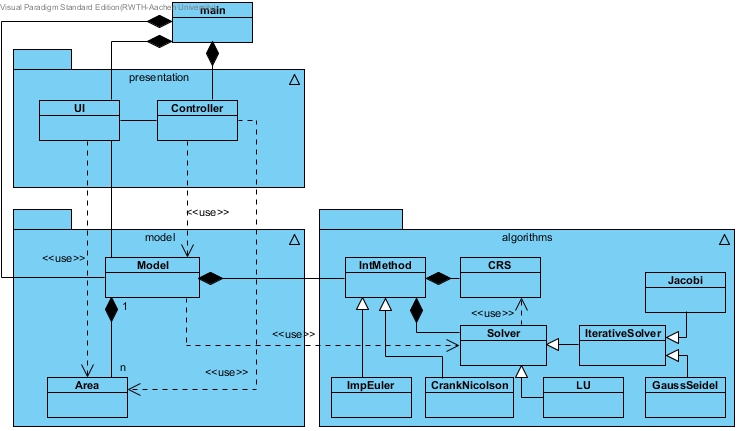 Visual Paradigm Standard Edition(RWTH-Aachen University)
main
presentation
UI
Controller
<<use>>
<<use>>
model
algorithms
Model
IntMethod
CRS
Jacobi
1
<<use>>
<<use>>
Solver
IterativeSolver
n
<<use>>
Area
ImpEuler
CrankNicolson
LU
GaussSeidel